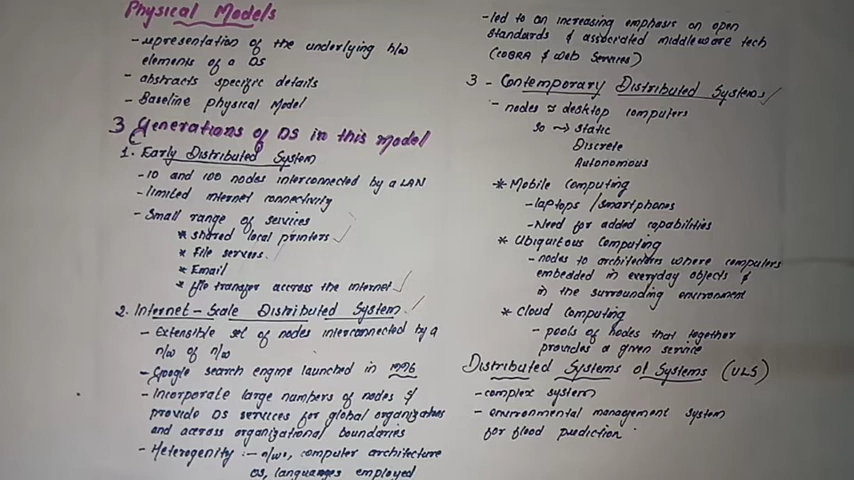 Physical Models
- representation of the underlying h/w
elements of a DS
- abstracts specific details
- Baseline physical Model
3 Generations of DS in this model
1. Early Distributed System
- 10 and 100 nodes interconnected by a LAN
- limited internet connectivity
- Small range of services
* shared local printers
* File servers
* Email
* file transfer accross the internet
2. Internet - Scale Distributed System
- Extensible set of nodes interconnected by a
n/w of n/w
- Google search engine launched in 1996
- Incorporate large numbers of nodes &
provide DS services for global organizations
and across organizational boundaries
- Heterogenity :- n/w, computer architecture
OS, languages employed
- led to an increasing emphasis on open
standards & associated middleware tech
(COBRA & Web Services)
3 - Contemporary Distributed Systems
- nodes ≈ desktop computers
so → static
Discrete
Autonomous
* Mobile Computing
- laptops / smartphones
- Need for added capabilities
* Ubiquitous Computing
- nodes to architectures where computers
embedded in everyday objects &
in the surrounding environment
* Cloud Computing
- pools of nodes that together
provides a given service
Distributed Systems of Systems (ULS)
- complex system
- environmental management system
for flood prediction